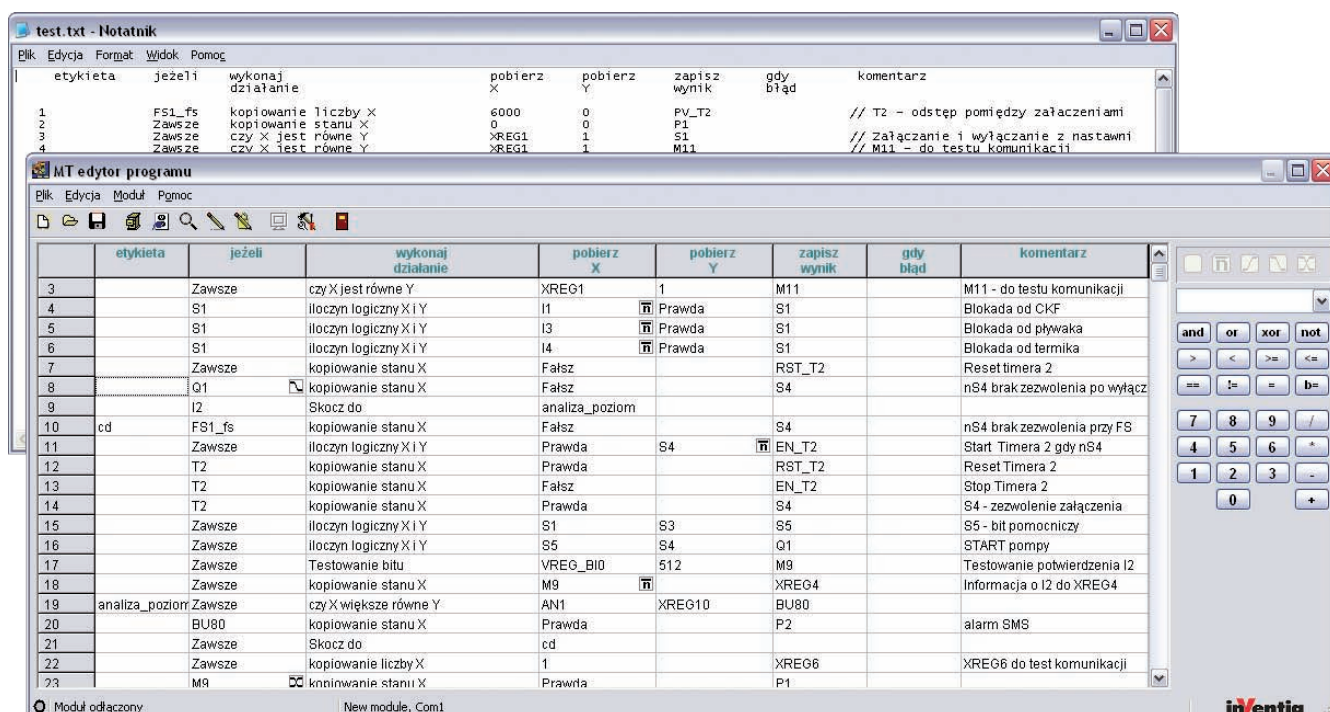 test.txt - Notatnik
Plik Edycja Format Widok Pomoc
etykieta jeżeli wykonaj pobierz pobierz zapisz gdy komentarz
działanie X Y wynik błąd
1 FS1_fs kopiowanie liczby X 6000 0 PV_T2 // T2 - odstęp pomiędzy załaczeniami
2 Zawsze kopiowanie stanu X 0 0 P1
3 Zawsze czy X jest równe Y XREG1 1 S1 // Załączanie i wyłączanie z nastawni
4 Zawsze czy X jest równe Y XREG1 1 M11 // M11 - do testu komunikacji
MT edytor programu
Plik Edycja Moduł Pomoc
etykieta jeżeli wykonaj pobierz pobierz zapisz gdy komentarz
działanie X Y wynik błąd
3 Zawsze czy X jest równe Y XREG1 1 M11 M11 - do testu komunikacji
4 S1 iloczyn logiczny X i Y I1 n Prawda S1 Blokada od CKF
5 S1 iloczyn logiczny X i Y I3 n Prawda S1 Blokada od pływaka
6 S1 iloczyn logiczny X i Y I4 n Prawda S1 Blokada od termika
7 Zawsze kopiowanie stanu X Fałsz RST_T2 Reset timera 2
8 Q1 kopiowanie stanu X Fałsz S4 nS4 brak zezwolenia po wyłącz
9 I2 Skocz do analiza_poziom
10 cd FS1_fs kopiowanie stanu X Fałsz S4 nS4 brak zezwolenia przy FS
11 Zawsze iloczyn logiczny X i Y Prawda S4 n EN_T2 Start Timera 2 gdy nS4
12 T2 kopiowanie stanu X Prawda RST_T2 Reset Timera 2
13 T2 kopiowanie stanu X Fałsz EN_T2 Stop Timera 2
14 T2 kopiowanie stanu X Prawda S4 S4 - zezwolenie załączenia
15 Zawsze iloczyn logiczny X i Y S1 S3 S5 S5 - bit pomocniczy
16 Zawsze iloczyn logiczny X i Y S5 S4 Q1 START pompy
17 Zawsze Testowanie bitu VREG_BI0 512 M9 Testowanie potwierdzenia I2
18 Zawsze kopiowanie stanu X M9 n XREG4 Informacja o I2 do XREG4
19 analiza_poziom Zawsze czy X większe równe Y AN1 XREG10 BU80
20 BU80 kopiowanie stanu X Prawda P2 alarm SMS
21 Zawsze Skocz do cd
22 Zawsze kopiowanie liczby X 1 XREG6 XREG6 do test komunikacji
23 M9 kopiowanie stanu X Prawda P1
n
and or xor not
> < >= <=
== != = b=
7 8 9 /
4 5 6 *
1 2 3 -
0 +
Moduł odłączony New module, Com1 inventia